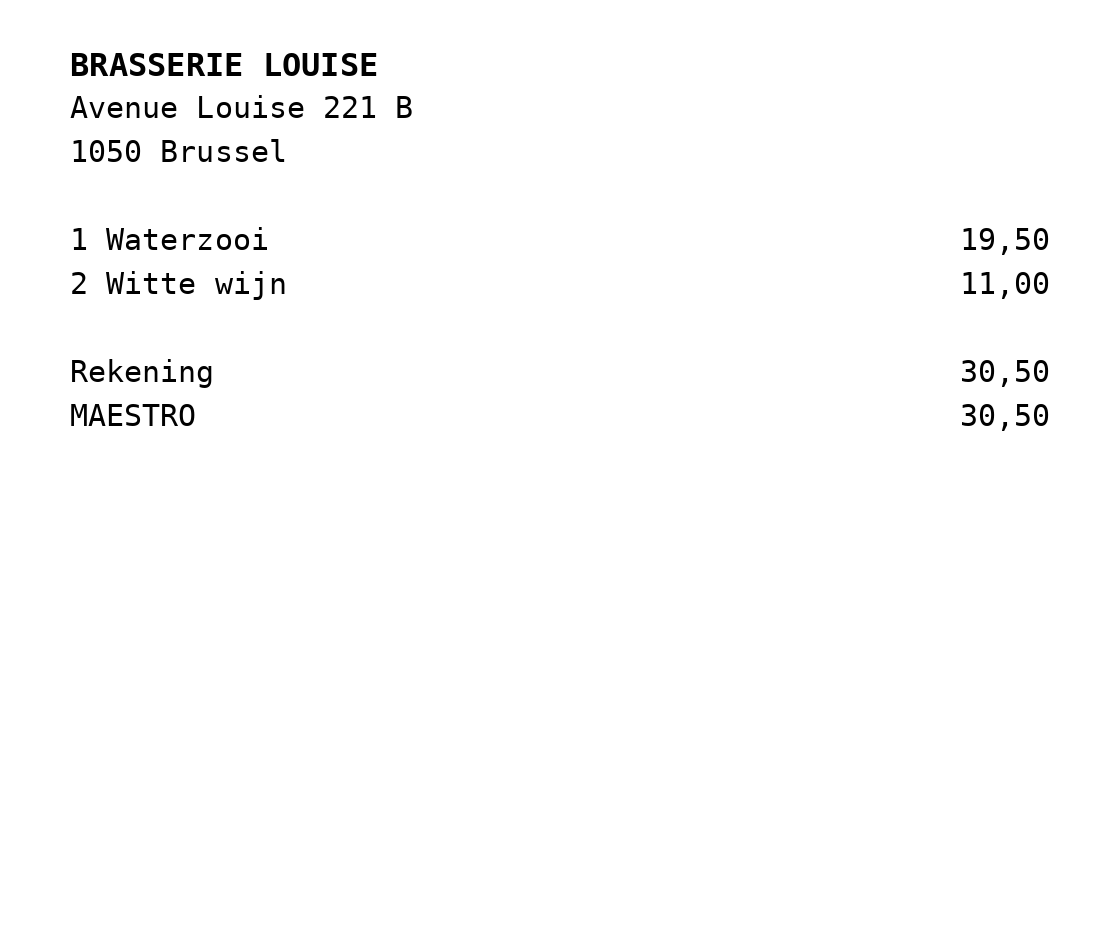 BRASSERIE LOUISE
Avenue Louise 221 B
1050 Brussel
1 Waterzooi 19,50
2 Witte wijn 11,00
Rekening 30,50
MAESTRO 30,50